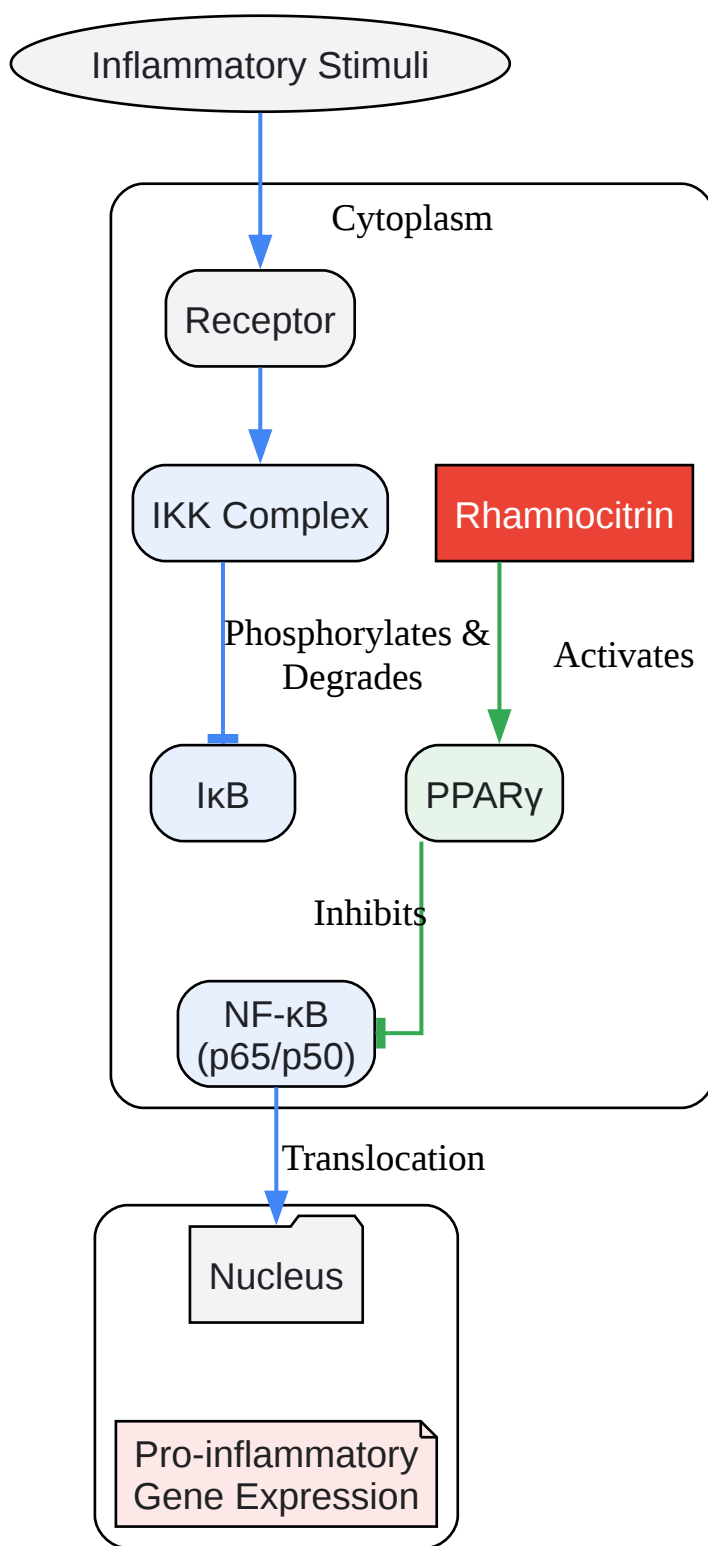 Inflammatory Stimuli
Cytoplasm
Receptor
IKK Complex
Rhamnocitrin
Phosphorylates &
Degrades
Activates
IκB
PPARγ
Inhibits
NF-κB
(p65/p50)
Translocation
Nucleus
Pro-inflammatory
Gene Expression